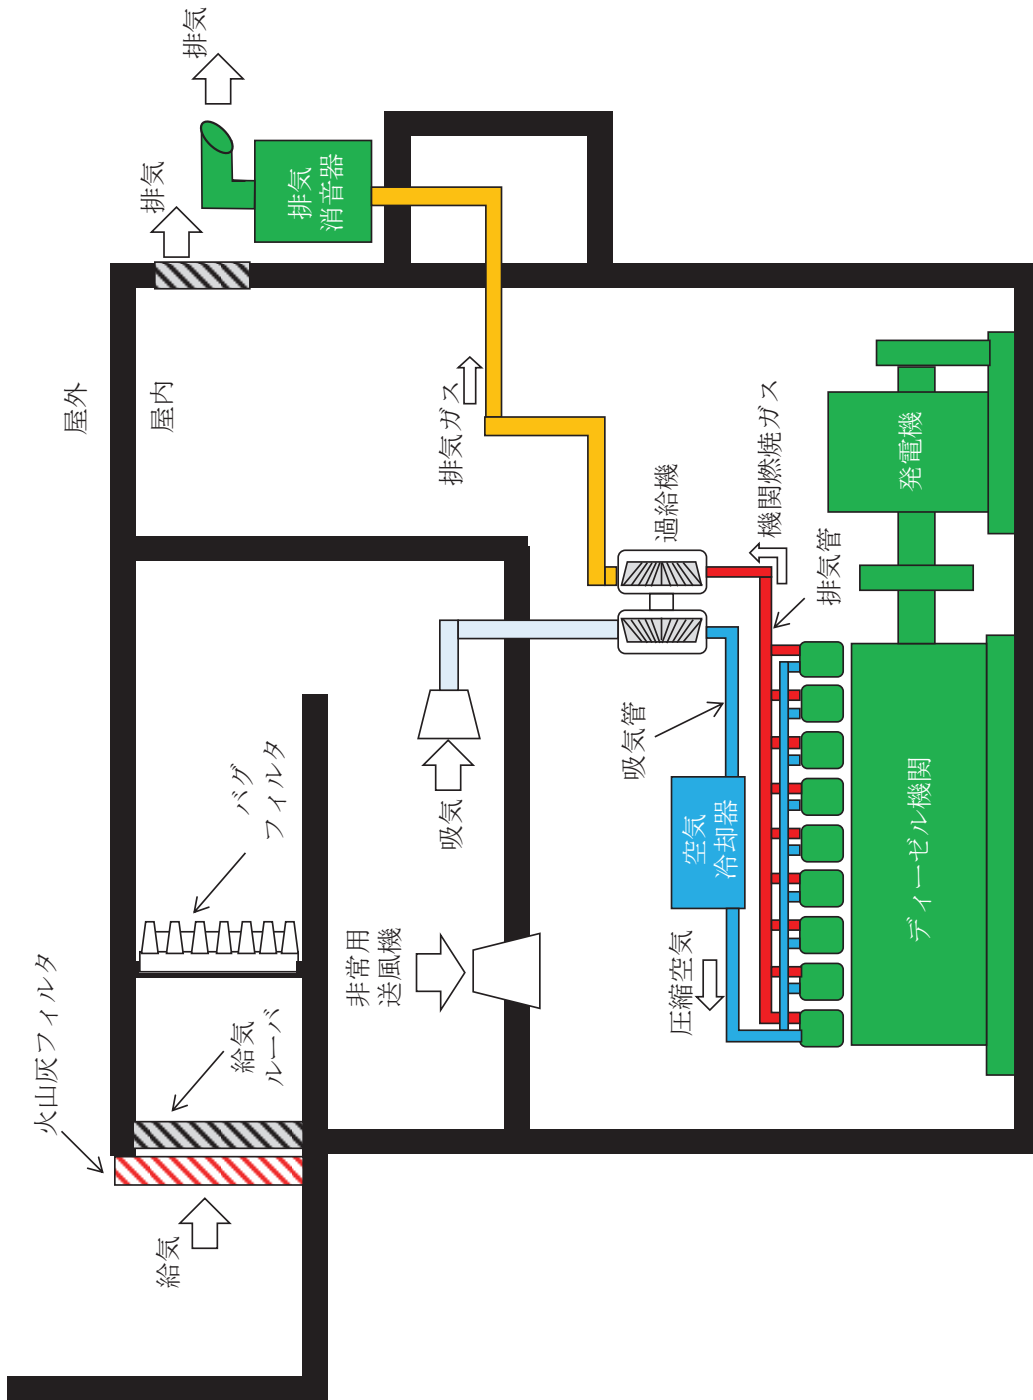 火山灰フィルタ
給気
給気
ルーバ
バグ
フィルタ
屋外
屋内
排気
排気
排気
消音器
非常用
送風機
吸気
排気ガス
過給機
機関燃焼ガス
排気管
吸気管
空気
冷却器
圧縮空気
ディーゼル機関
発電機